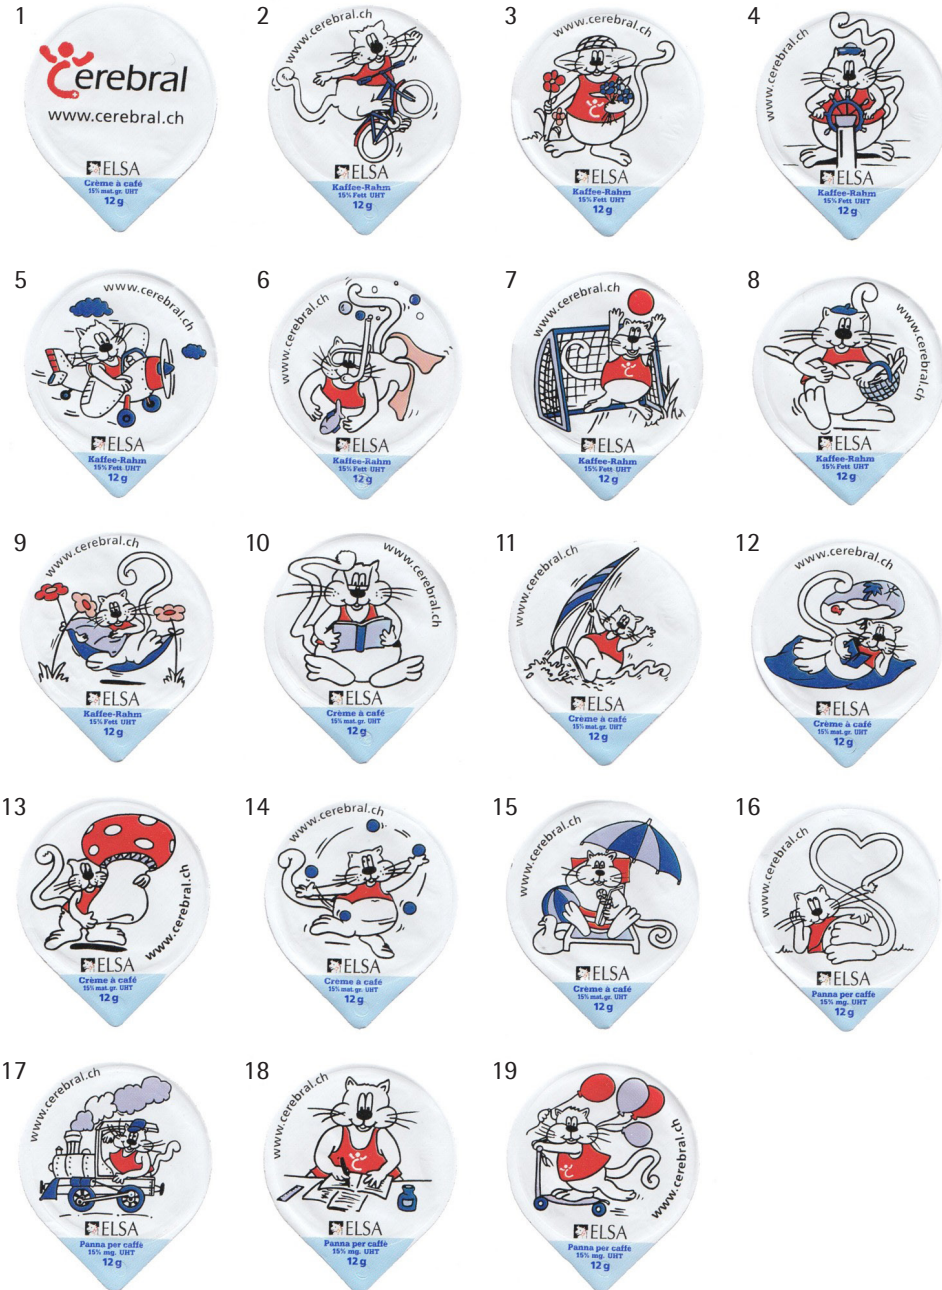 1
Cerebral
www.cerebral.ch
ELSA
Crème à café
15% mat.gr. UHT
12 g
2
www.cerebral.ch
ELSA
Kaffee-Rahm
15% Fett UHT
12 g
3
www.cerebral.ch
ELSA
Kaffee-Rahm
15% Fett UHT
12 g
4
www.cerebral.ch
ELSA
Kaffee-Rahm
15% Fett UHT
12 g
5
www.cerebral.ch
ELSA
Kaffee-Rahm
15% Fett UHT
12 g
6
www.cerebral.ch
ELSA
Kaffee-Rahm
15% Fett UHT
12 g
7
www.cerebral.ch
ELSA
Kaffee-Rahm
15% Fett UHT
12 g
8
www.cerebral.ch
ELSA
Kaffee-Rahm
15% Fett UHT
12 g
9
www.cerebral.ch
ELSA
Kaffee-Rahm
15% Fett UHT
12 g
10
www.cerebral.ch
ELSA
Crème à café
15% mat.gr. UHT
12 g
11
www.cerebral.ch
ELSA
Crème à café
15% mat.gr. UHT
12 g
12
www.cerebral.ch
ELSA
Crème à café
15% mat.gr. UHT
12 g
13
www.cerebral.ch
ELSA
Crème à café
15% mat.gr. UHT
12 g
14
www.cerebral.ch
ELSA
Crème à café
15% mat.gr. UHT
12 g
15
www.cerebral.ch
ELSA
Crème à café
15% mat.gr. UHT
12 g
16
www.cerebral.ch
ELSA
Panna per caffè
15% mg. UHT
12 g
17
www.cerebral.ch
ELSA
Panna per caffè
15% mg. UHT
12 g
18
www.cerebral.ch
ELSA
Panna per caffè
15% mg. UHT
12 g
19
www.cerebral.ch
ELSA
Panna per caffè
15% mg. UHT
12 g